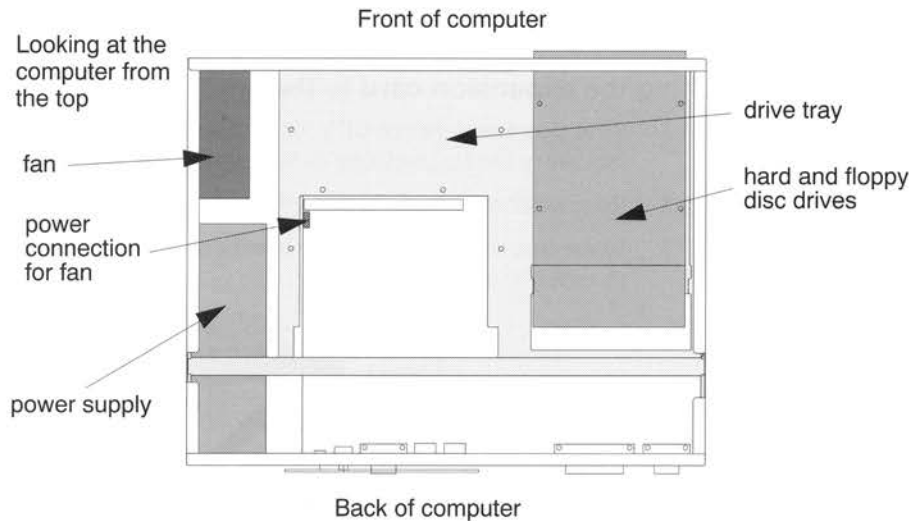 Front of computer
Looking at the
computer from
the top
fan
power
connection
for fan
power supply
drive tray
hard and floppy
disc drives
Back of computer